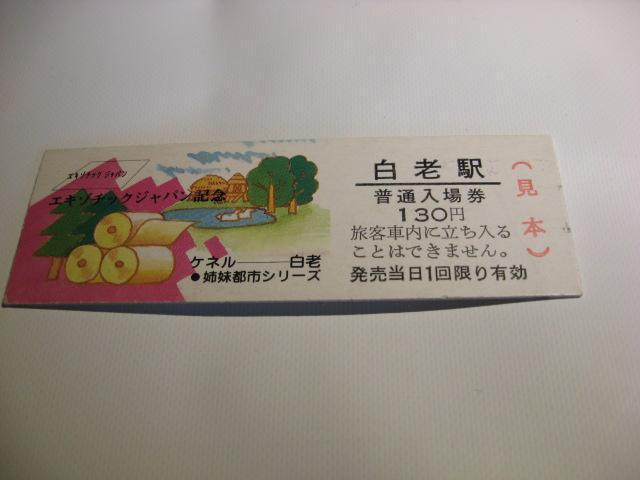 エキゾチック ジャパン
エキゾチックジャパン記念
ケネル――白老
●姉妹都市シリーズ
白老駅
普通入場券
130円
旅客車内に立ち入る
ことはできません。
発売当日1回限り有効
(見本)